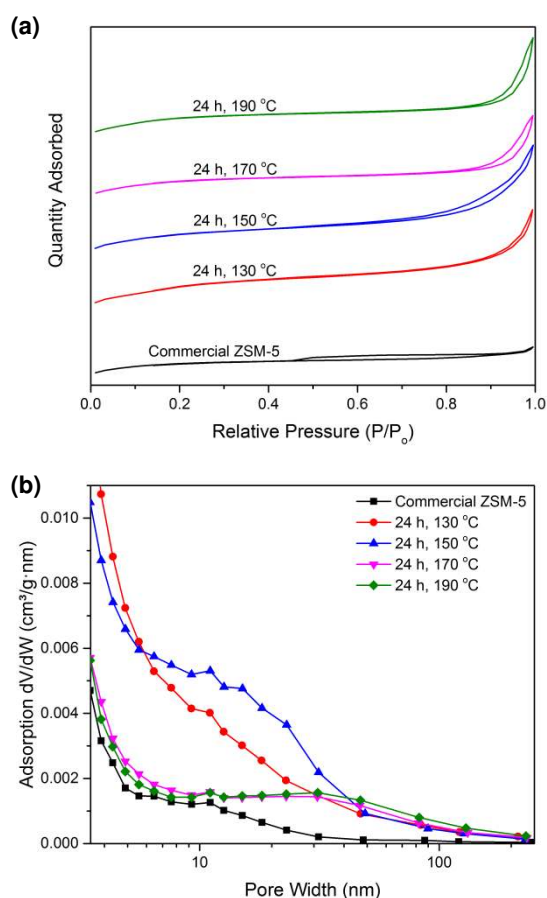 (a)
Quantity Adsorbed
24 h, 190 °C
24 h, 170 °C
24 h, 150 °C
24 h, 130 °C
Commercial ZSM-5
0.0 0.2 0.4 0.6 0.8 1.0
Relative Pressure (P/Po)
(b)
Adsorption dV/dW (cm³/g·nm)
0.010
0.008
0.006
0.004
0.002
0.000
Commercial ZSM-5
24 h, 130 °C
24 h, 150 °C
24 h, 170 °C
24 h, 190 °C
10 100
Pore Width (nm)